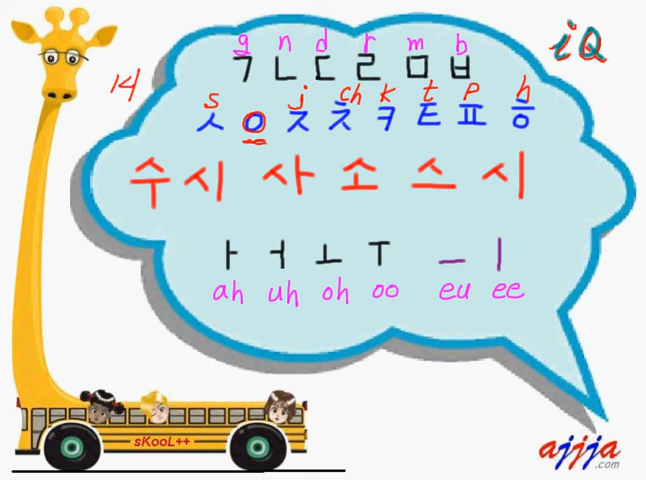 iQ
g n d r m b
ㄱ ㄴ ㄷ ㄹ ㅁ ㅂ
14
s j ch k t p h
ㅅ ㅇ ㅈ ㅊ ㅋ ㅌ ㅍ ㅎ
수시 사 소 스 시
ㅏ ㅓ ㅗ ㅜ ㅡ ㅣ
ah uh oh oo eu ee
sKooL++
ajjja
.com